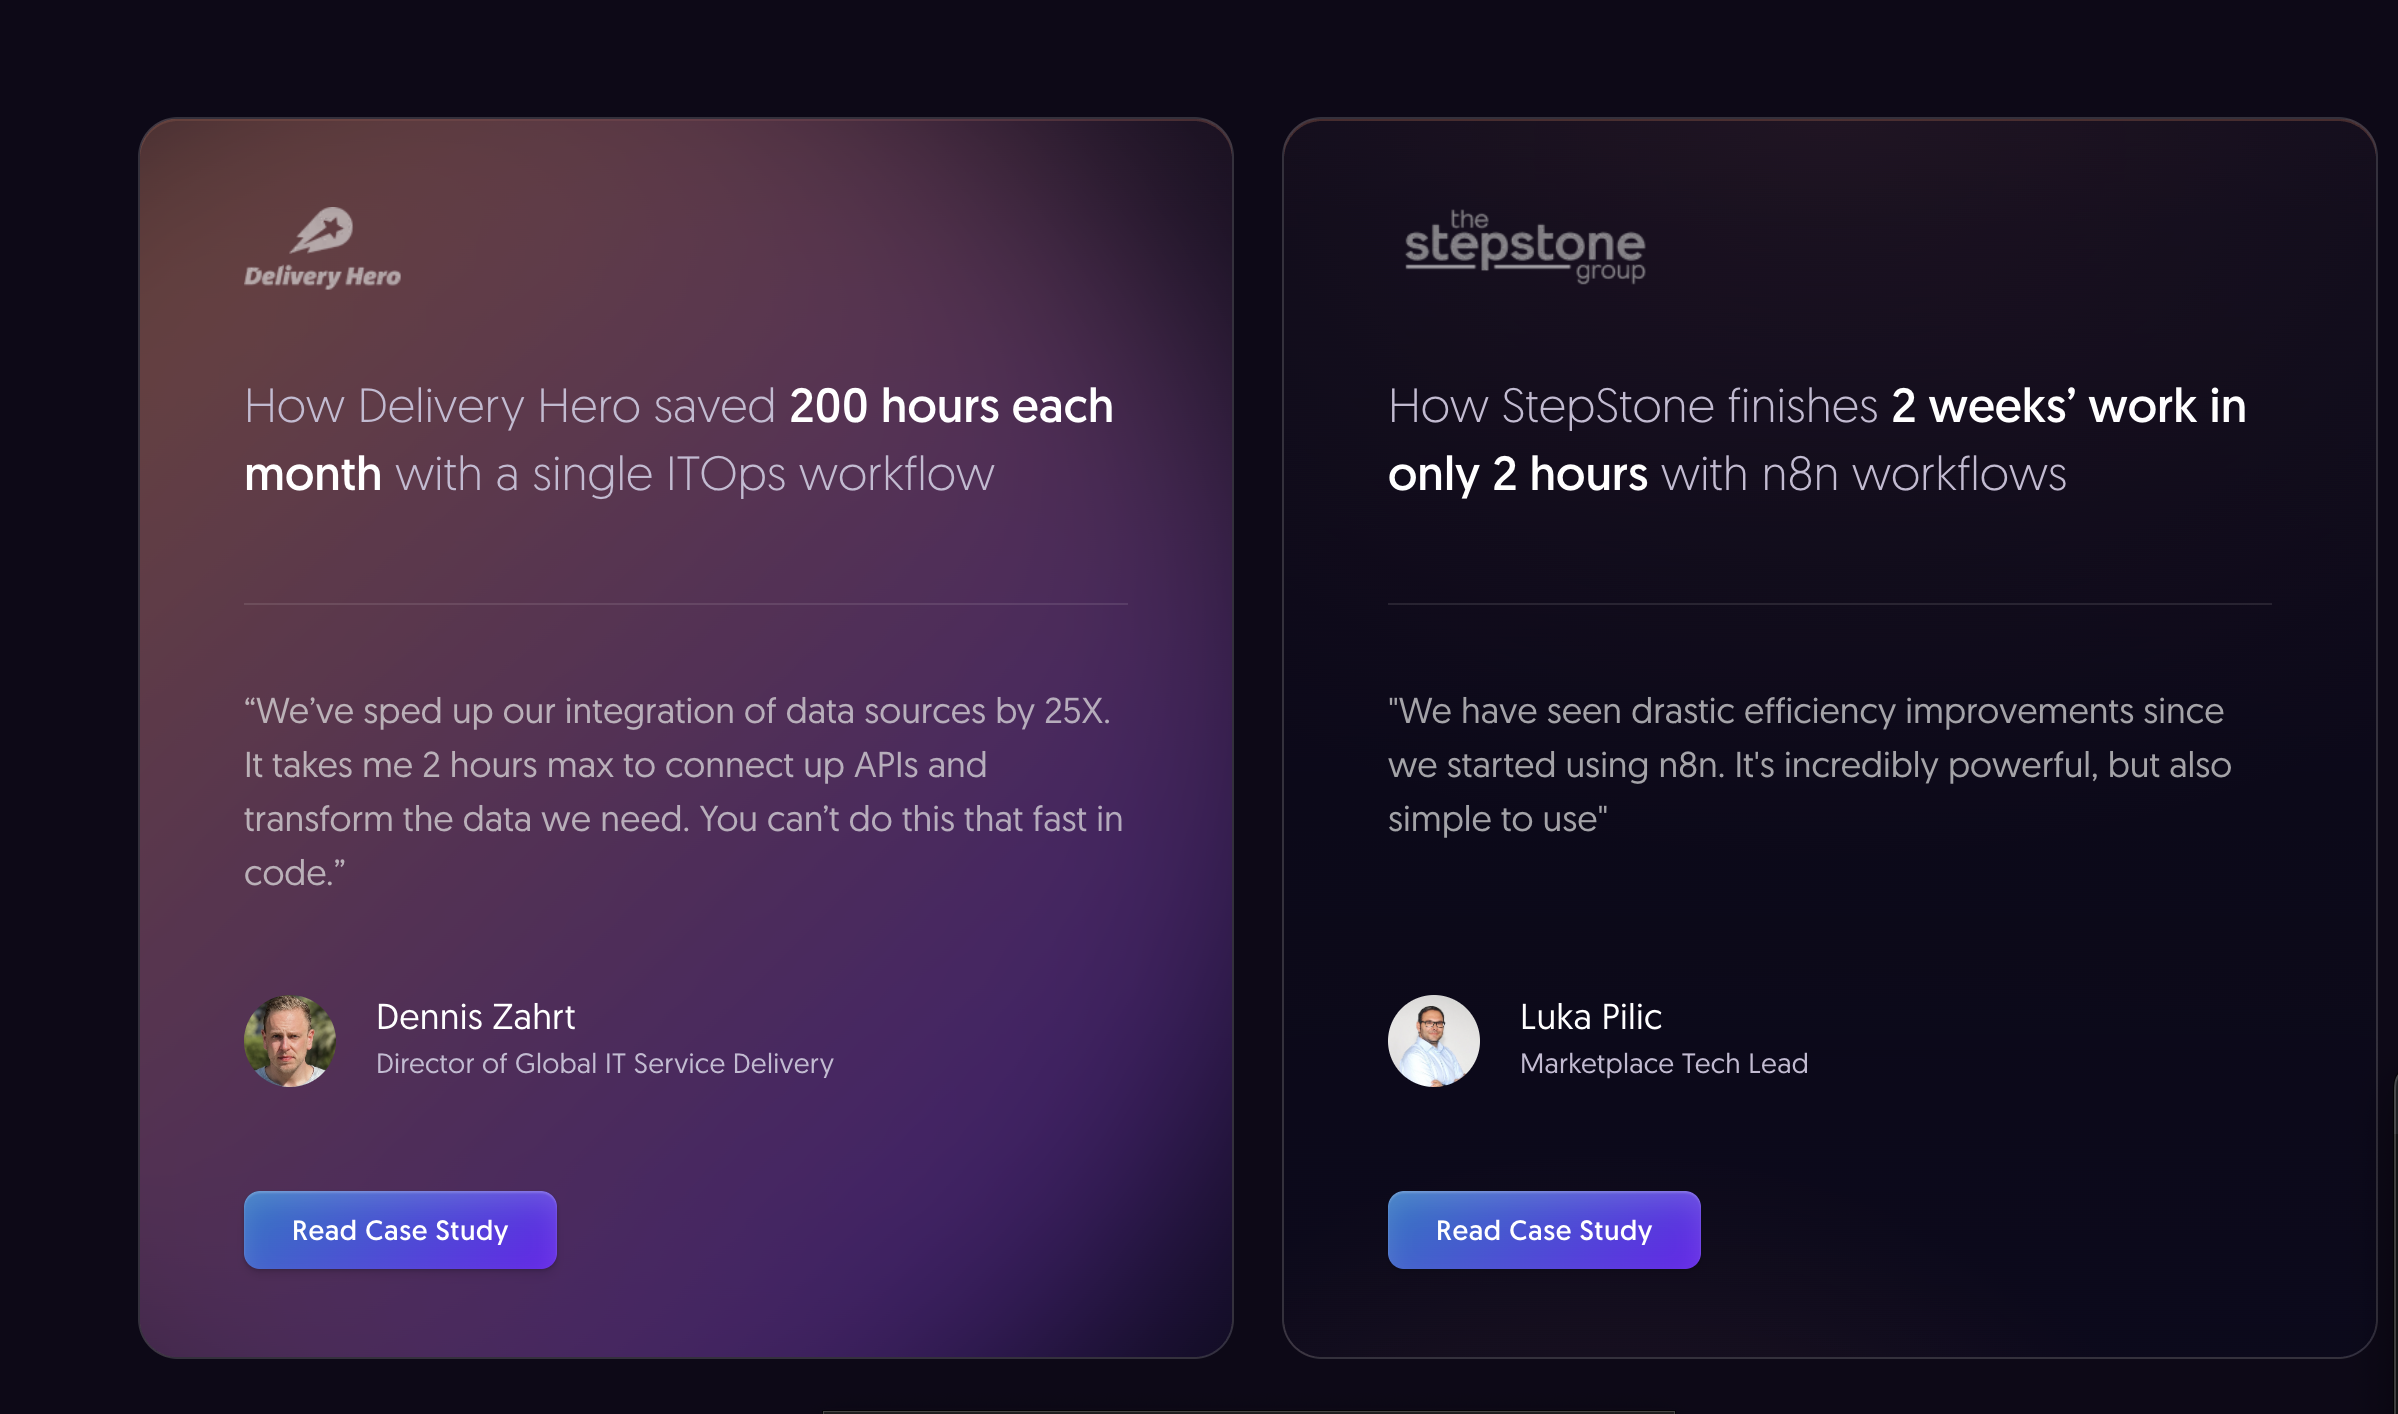 Delivery Hero
How Delivery Hero saved 200 hours each
month with a single ITOps workflow
“We’ve sped up our integration of data sources by 25X.
It takes me 2 hours max to connect up APIs and
transform the data we need. You can’t do this that fast in
code.”
Dennis Zahrt
Director of Global IT Service Delivery
Read Case Study
the
stepstone
group
How StepStone finishes 2 weeks’ work in
only 2 hours with n8n workflows
"We have seen drastic efficiency improvements since
we started using n8n. It's incredibly powerful, but also
simple to use"
Luka Pilic
Marketplace Tech Lead
Read Case Study